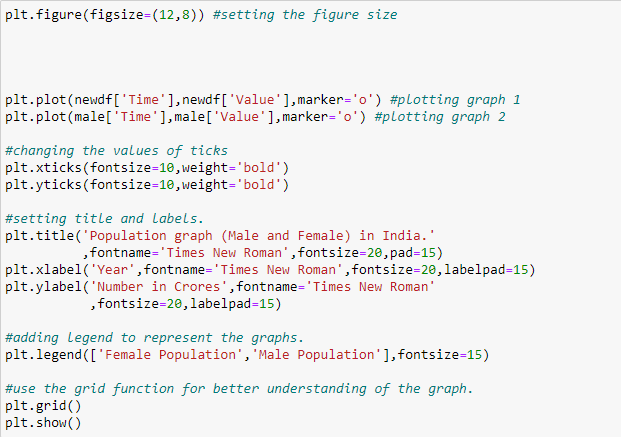 plt.figure(figsize=(12,8)) #setting the figure size
plt.plot(newdf['Time'],newdf['Value'],marker='o') #plotting graph 1
plt.plot(male['Time'],male['Value'],marker='o') #plotting graph 2
#changing the values of ticks
plt.xticks(fontsize=10,weight='bold')
plt.yticks(fontsize=10,weight='bold')
#setting title and labels.
plt.title('Population graph (Male and Female) in India.'
,fontname='Times New Roman',fontsize=20,pad=15)
plt.xlabel('Year',fontname='Times New Roman',fontsize=20,labelpad=15)
plt.ylabel('Number in Crores',fontname='Times New Roman'
,fontsize=20,labelpad=15)
#adding legend to represent the graphs.
plt.legend(['Female Population','Male Population'],fontsize=15)
#use the grid function for better understanding of the graph.
plt.grid()
plt.show()